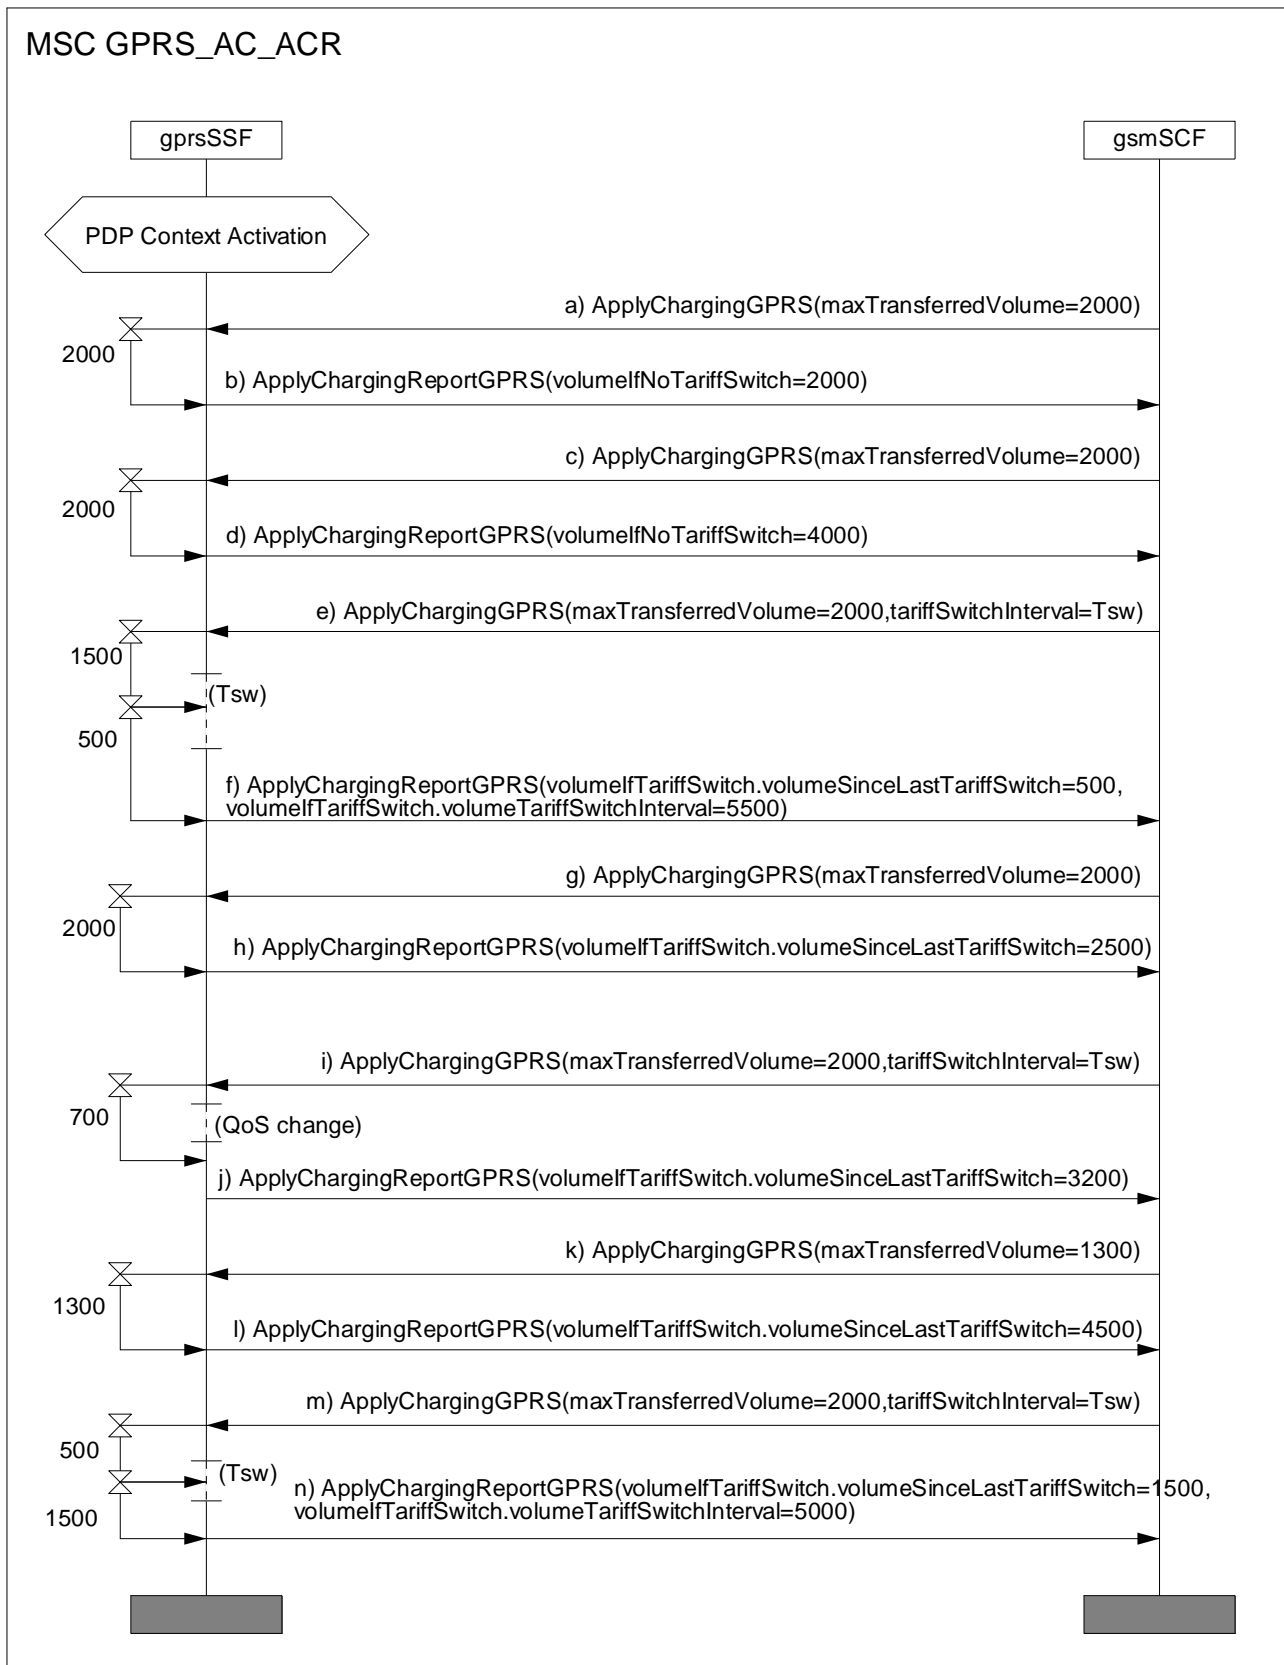 MSC GPRS_AC_ACR
gprsSSF
gsmSCF
PDP Context Activation
a) ApplyChargingGPRS(maxTransferredVolume=2000)
2000
b) ApplyChargingReportGPRS(volumeIfNoTariffSwitch=2000)
c) ApplyChargingGPRS(maxTransferredVolume=2000)
2000
d) ApplyChargingReportGPRS(volumeIfNoTariffSwitch=4000)
e) ApplyChargingGPRS(maxTransferredVolume=2000,tariffSwitchInterval=Tsw)
1500
(Tsw)
500
f) ApplyChargingReportGPRS(volumeIfTariffSwitch.volumeSinceLastTariffSwitch=500,
volumeIfTariffSwitch.volumeTariffSwitchInterval=5500)
g) ApplyChargingGPRS(maxTransferredVolume=2000)
2000
h) ApplyChargingReportGPRS(volumeIfTariffSwitch.volumeSinceLastTariffSwitch=2500)
i) ApplyChargingGPRS(maxTransferredVolume=2000,tariffSwitchInterval=Tsw)
700
(QoS change)
j) ApplyChargingReportGPRS(volumeIfTariffSwitch.volumeSinceLastTariffSwitch=3200)
k) ApplyChargingGPRS(maxTransferredVolume=1300)
1300
l) ApplyChargingReportGPRS(volumeIfTariffSwitch.volumeSinceLastTariffSwitch=4500)
m) ApplyChargingGPRS(maxTransferredVolume=2000,tariffSwitchInterval=Tsw)
500
(Tsw)
n) ApplyChargingReportGPRS(volumeIfTariffSwitch.volumeSinceLastTariffSwitch=1500,
volumeIfTariffSwitch.volumeTariffSwitchInterval=5000)
1500